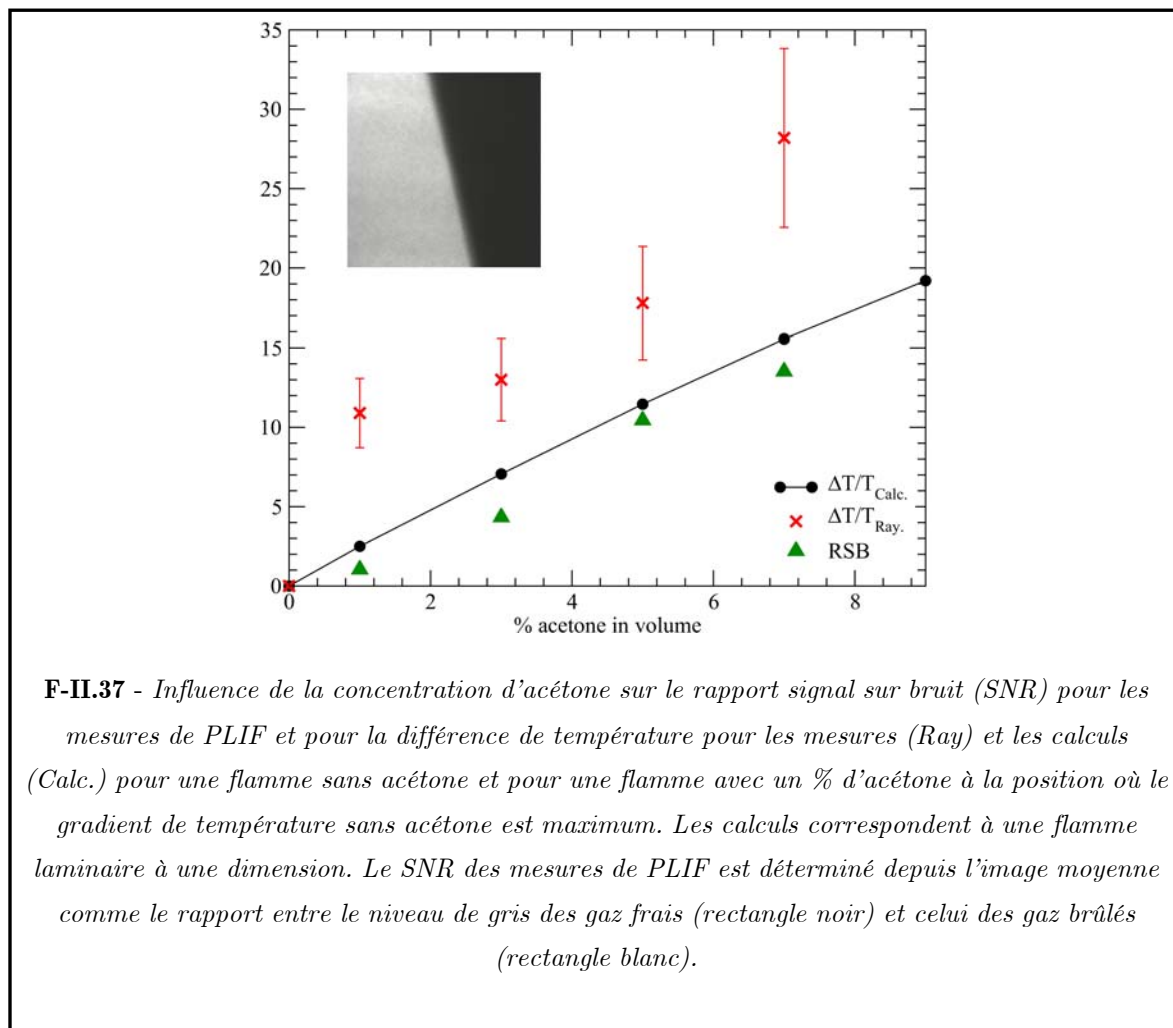 35
30
25
20
15
10
5
0
0 2 4 6 8
% acetone in volume
ΔT/T_Calc.
ΔT/T_Ray.
RSB
F-II.37 - Influence de la concentration d'acétone sur le rapport signal sur bruit (SNR) pour les
mesures de PLIF et pour la différence de température pour les mesures (Ray) et les calculs
(Calc.) pour une flamme sans acétone et pour une flamme avec un % d'acétone à la position où le
gradient de température sans acétone est maximum. Les calculs correspondent à une flamme
laminaire à une dimension. Le SNR des mesures de PLIF est déterminé depuis l'image moyenne
comme le rapport entre le niveau de gris des gaz frais (rectangle noir) et celui des gaz brûlés
(rectangle blanc).